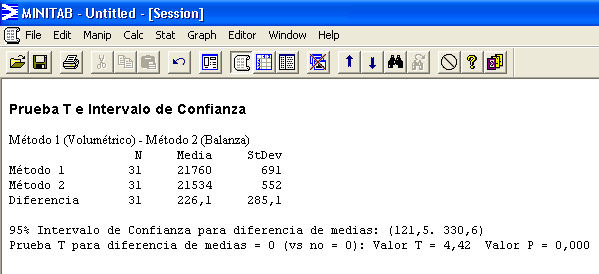 MINITAB - Untitled - [Session]
File Edit Manip Calc Stat Graph Editor Window Help
Prueba T e Intervalo de Confianza
Método 1 (Volumétrico) - Método 2 (Balanza)
N Media StDev
Método 1 31 21760 691
Método 2 31 21534 552
Diferencia 31 226,1 285,1
95% Intervalo de Confianza para diferencia de medias: (121,5. 330,6)
Prueba T para diferencia de medias = 0 (vs no = 0): Valor T = 4,42 Valor P = 0,000